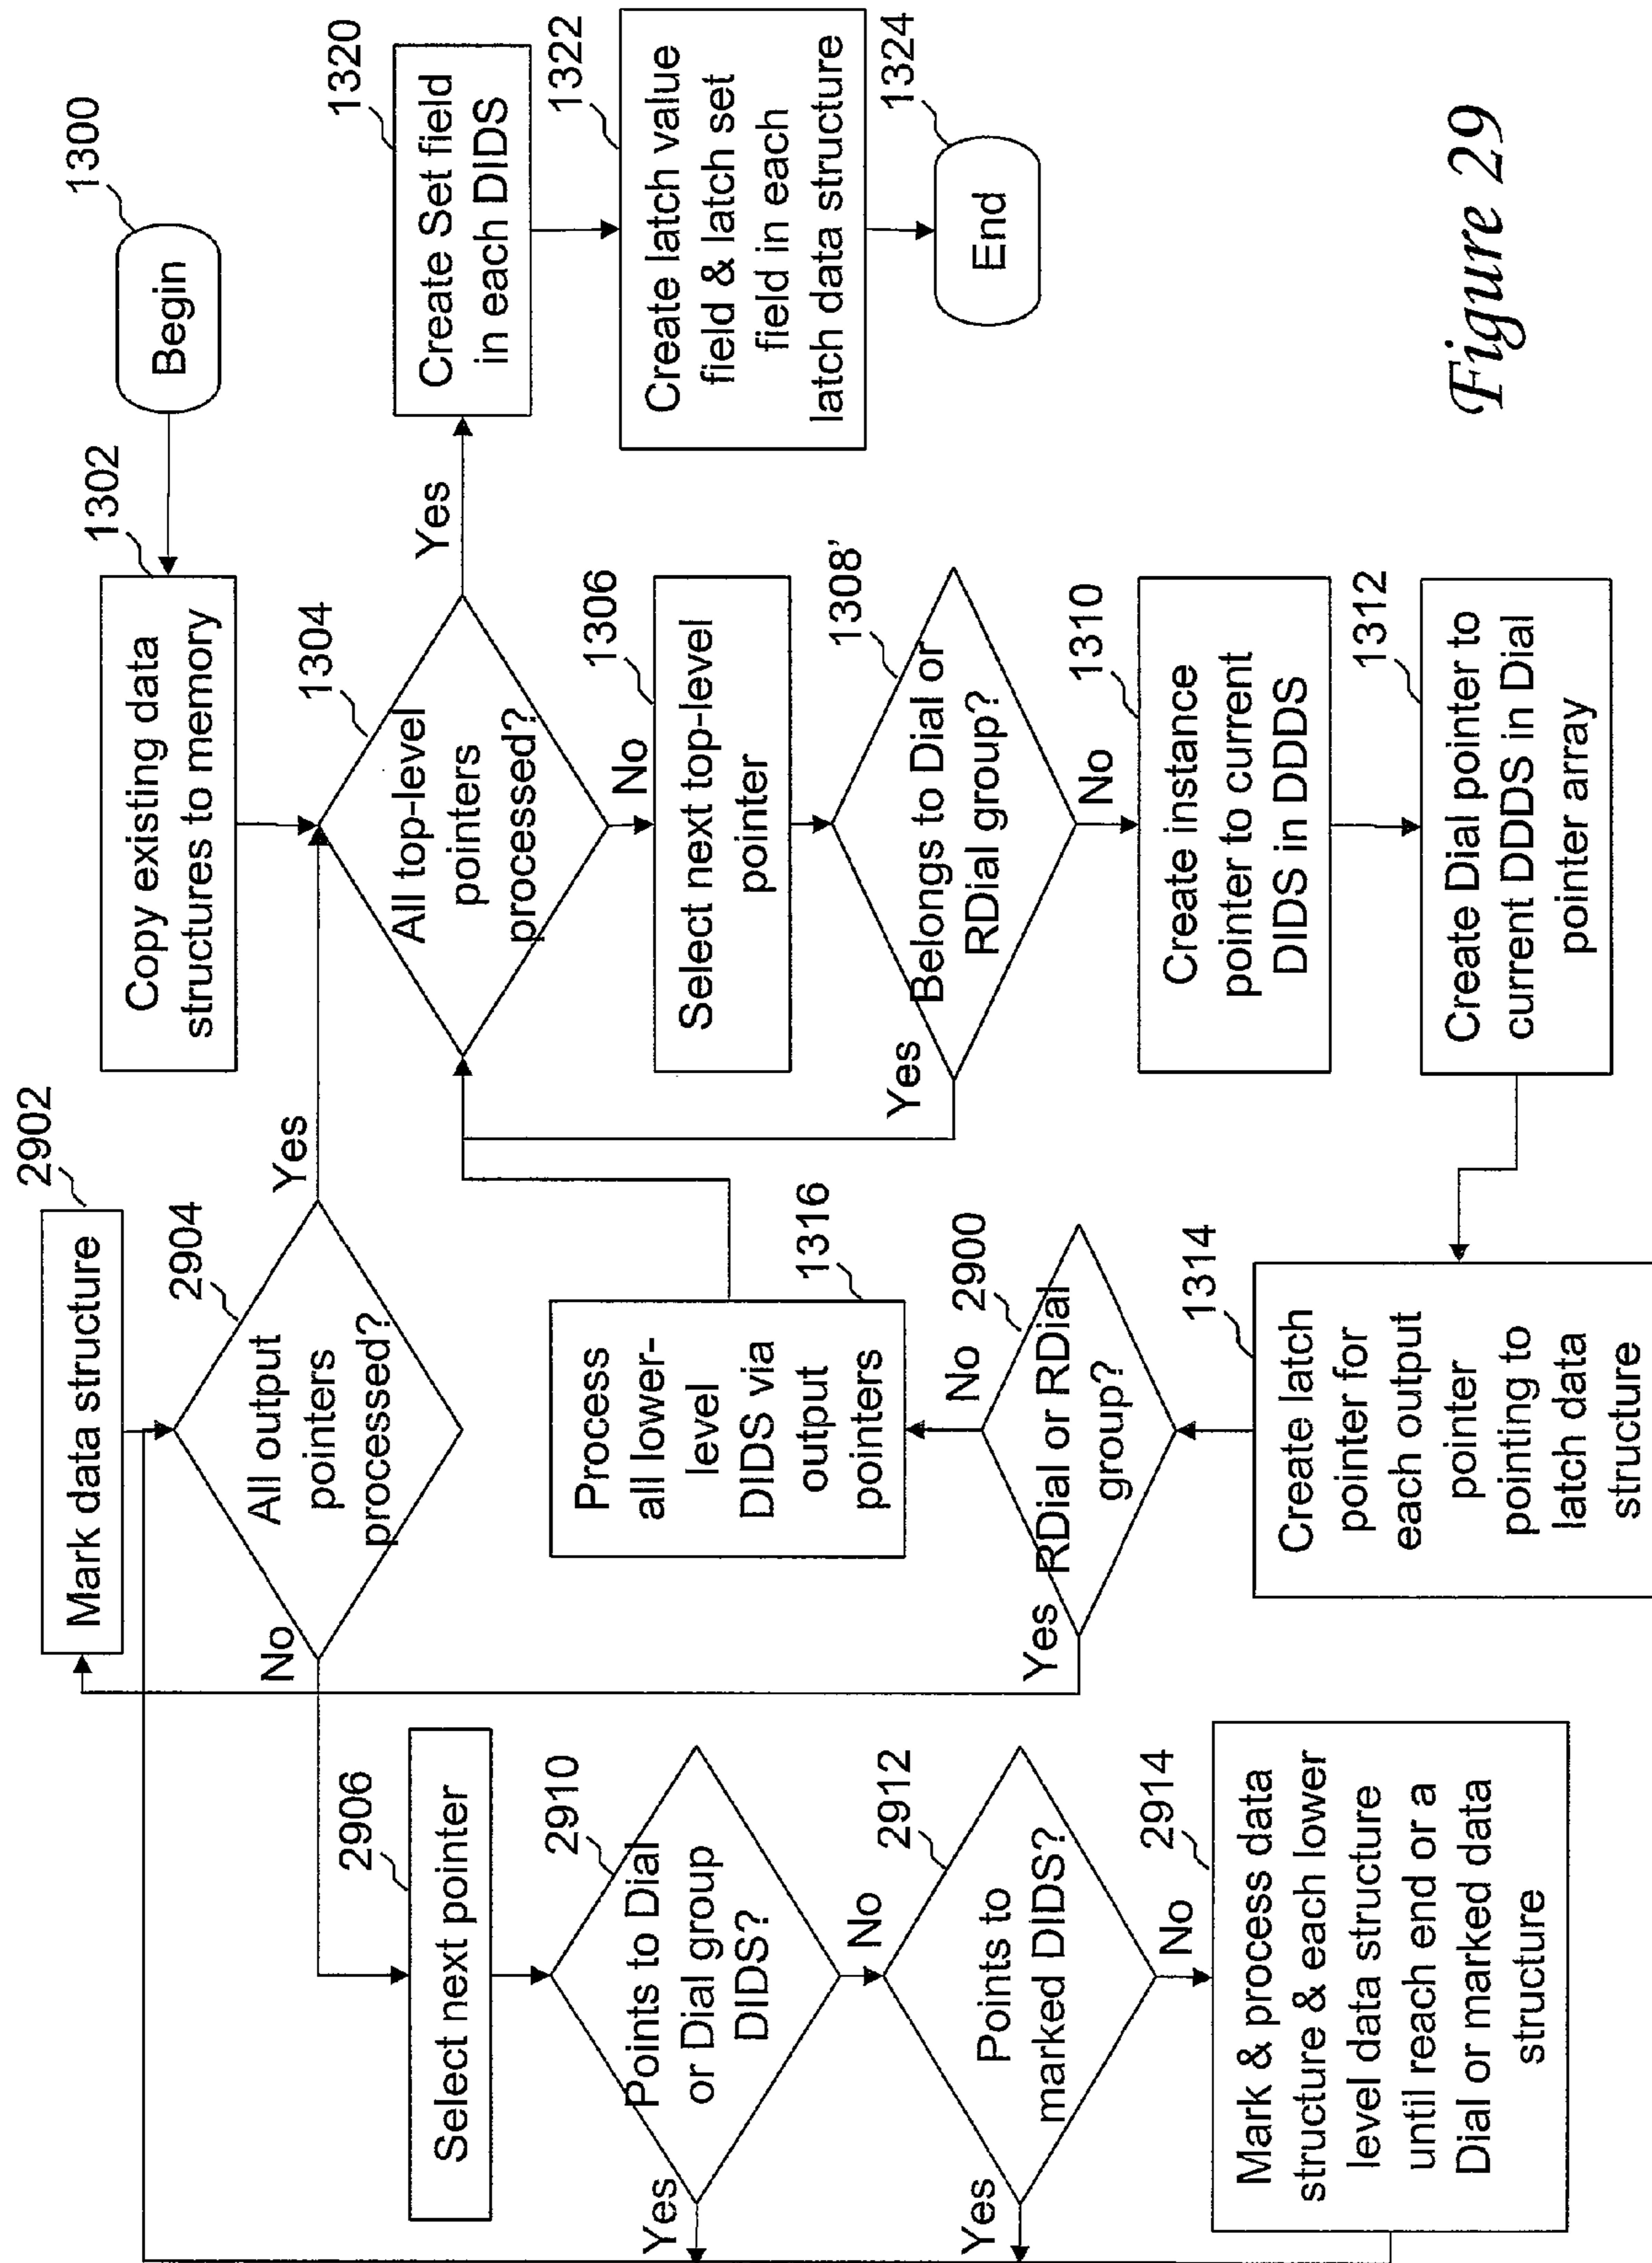 1300
Begin
1302
Copy existing data
structures to memory
1304
All top-level
pointers
processed?
Yes
No
1320
Create Set field
in each DIDS
1322
Create latch value
field & latch set
field in each
latch data structure
1324
End
1306
Select next top-level
pointer
1308'
Belongs to Dial or
RDial group?
Yes
No
1310
Create instance
pointer to current
DIDS in DDDS
1312
Create Dial pointer to
current DDDS in Dial
pointer array
1314
Create latch
pointer for
each output
pointer
pointing to
latch data
structure
2900
RDial or RDial
group?
Yes
No
1316
Process
all lower-
level
DIDS via
output
pointers
2902
Mark data structure
2904
All output
pointers
processed?
Yes
No
2906
Select next pointer
2910
Points to Dial
or Dial group
DIDS?
Yes
No
2912
Points to
marked DIDS?
Yes
No
2914
Mark & process data
structure & each lower
level data structure
until reach end or a
Dial or marked data
structure
Figure 29